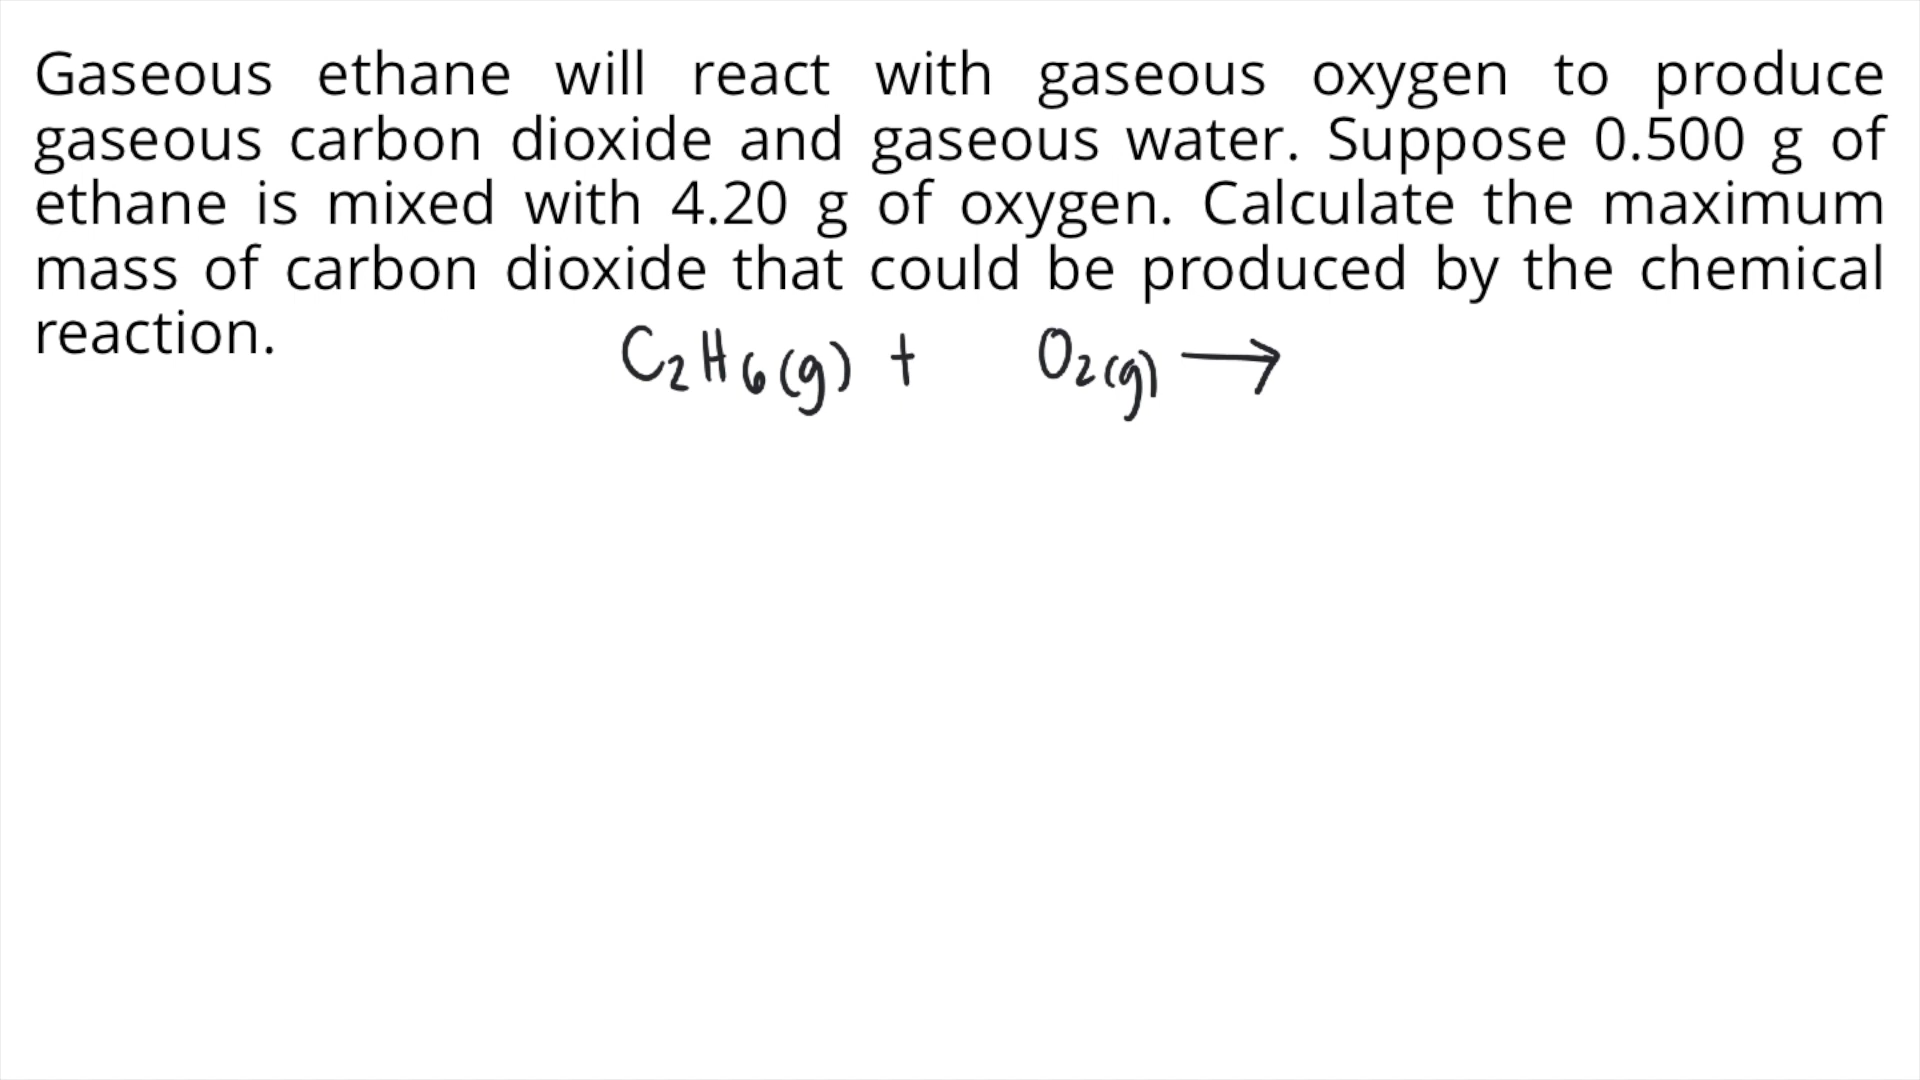 Gaseous ethane will react with gaseous oxygen to produce
gaseous carbon dioxide and gaseous water. Suppose 0.500 g of
ethane is mixed with 4.20 g of oxygen. Calculate the maximum
mass of carbon dioxide that could be produced by the chemical
reaction.
C₂H₆(g) + O₂(g) →